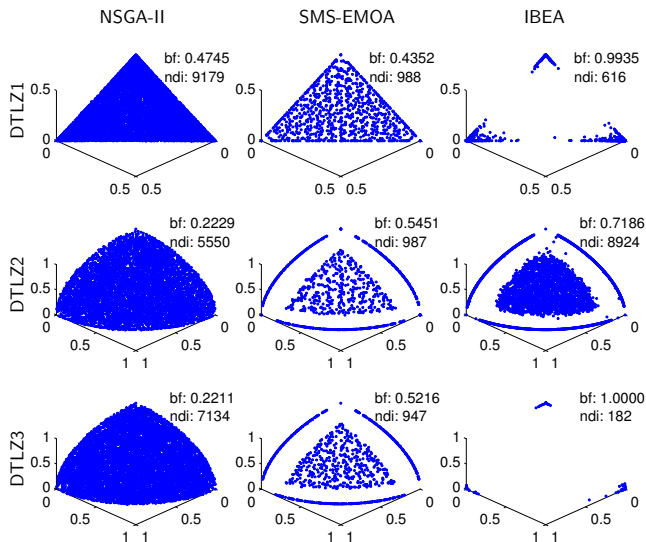 NSGA-II SMS-EMOA IBEA
DTLZ1
bf: 0.4745
ndi: 9179
0.5
0
0
0.5 0.5
bf: 0.4352
ndi: 988
0.5
0
0
0.5 0.5
bf: 0.9935
ndi: 616
0.5
0
0
0.5 0.5
DTLZ2
bf: 0.2229
ndi: 5550
1
0.5
0
0
0.5 0.5
1 1
bf: 0.5451
ndi: 987
1
0.5
0
0
0.5 0.5
1 1
bf: 0.7186
ndi: 8924
1
0.5
0
0
0.5 0.5
1 1
DTLZ3
bf: 0.2211
ndi: 7134
1
0.5
0
0
0.5 0.5
1 1
bf: 0.5216
ndi: 947
1
0.5
0
0
0.5 0.5
1 1
bf: 1.0000
ndi: 182
1
0.5
0
0
0.5 0.5
1 1